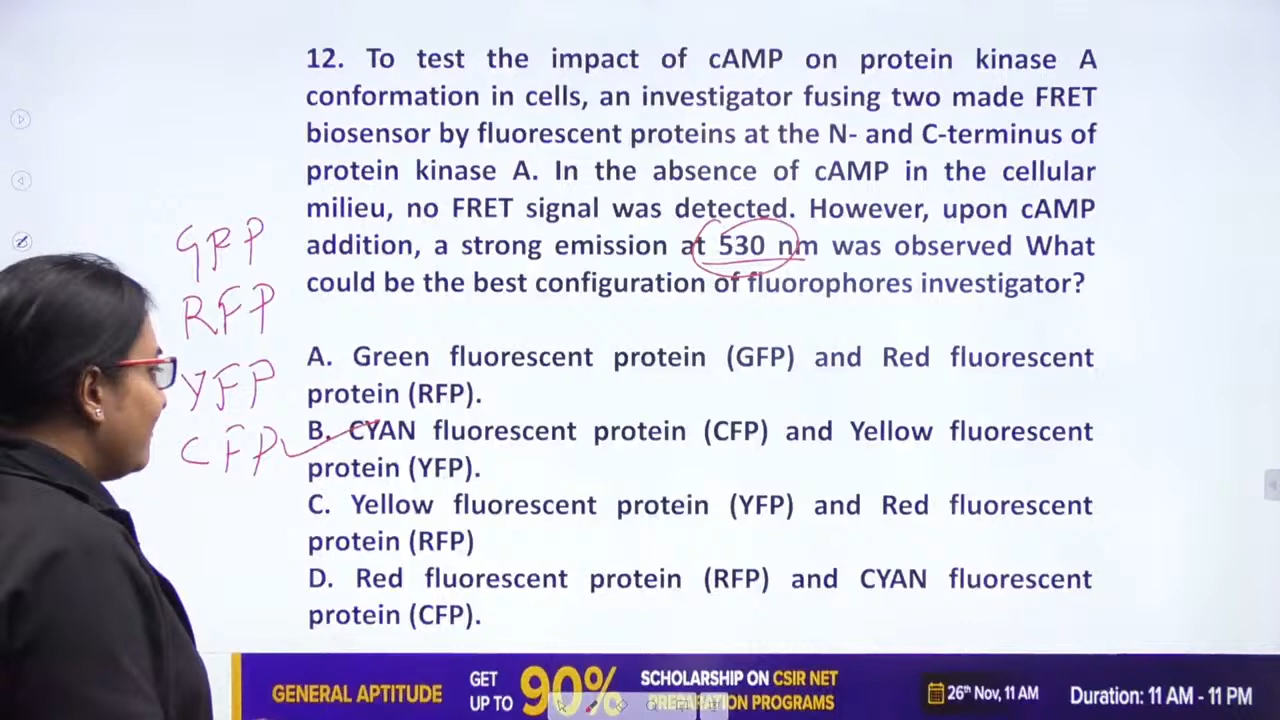 12. To test the impact of cAMP on protein kinase A
conformation in cells, an investigator fusing two made FRET
biosensor by fluorescent proteins at the N- and C-terminus of
protein kinase A. In the absence of cAMP in the cellular
milieu, no FRET signal was detected. However, upon cAMP
addition, a strong emission at 530 nm was observed What
could be the best configuration of fluorophores investigator?
GRP
RFP
YFP
CFP
A. Green fluorescent protein (GFP) and Red fluorescent
protein (RFP).
B. CYAN fluorescent protein (CFP) and Yellow fluorescent
protein (YFP).
C. Yellow fluorescent protein (YFP) and Red fluorescent
protein (RFP)
D. Red fluorescent protein (RFP) and CYAN fluorescent
protein (CFP).
GENERAL APTITUDE
GET
UP TO
90%
SCHOLARSHIP ON CSIR NET
PREPARATION PROGRAMS
26th Nov, 11 AM
Duration: 11 AM - 11 PM